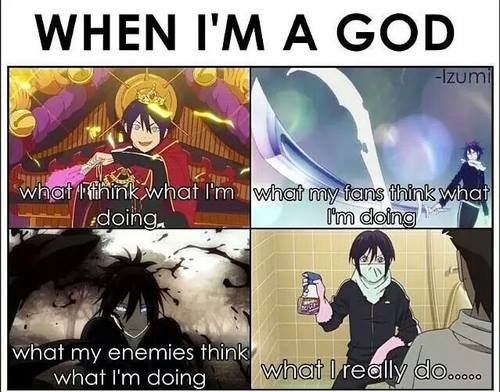 WHEN I'M A GOD
-Izumi
what I think what I'm
doing
what my fans think what
I'm doing
what my enemies think
what I'm doing
what I really do.....